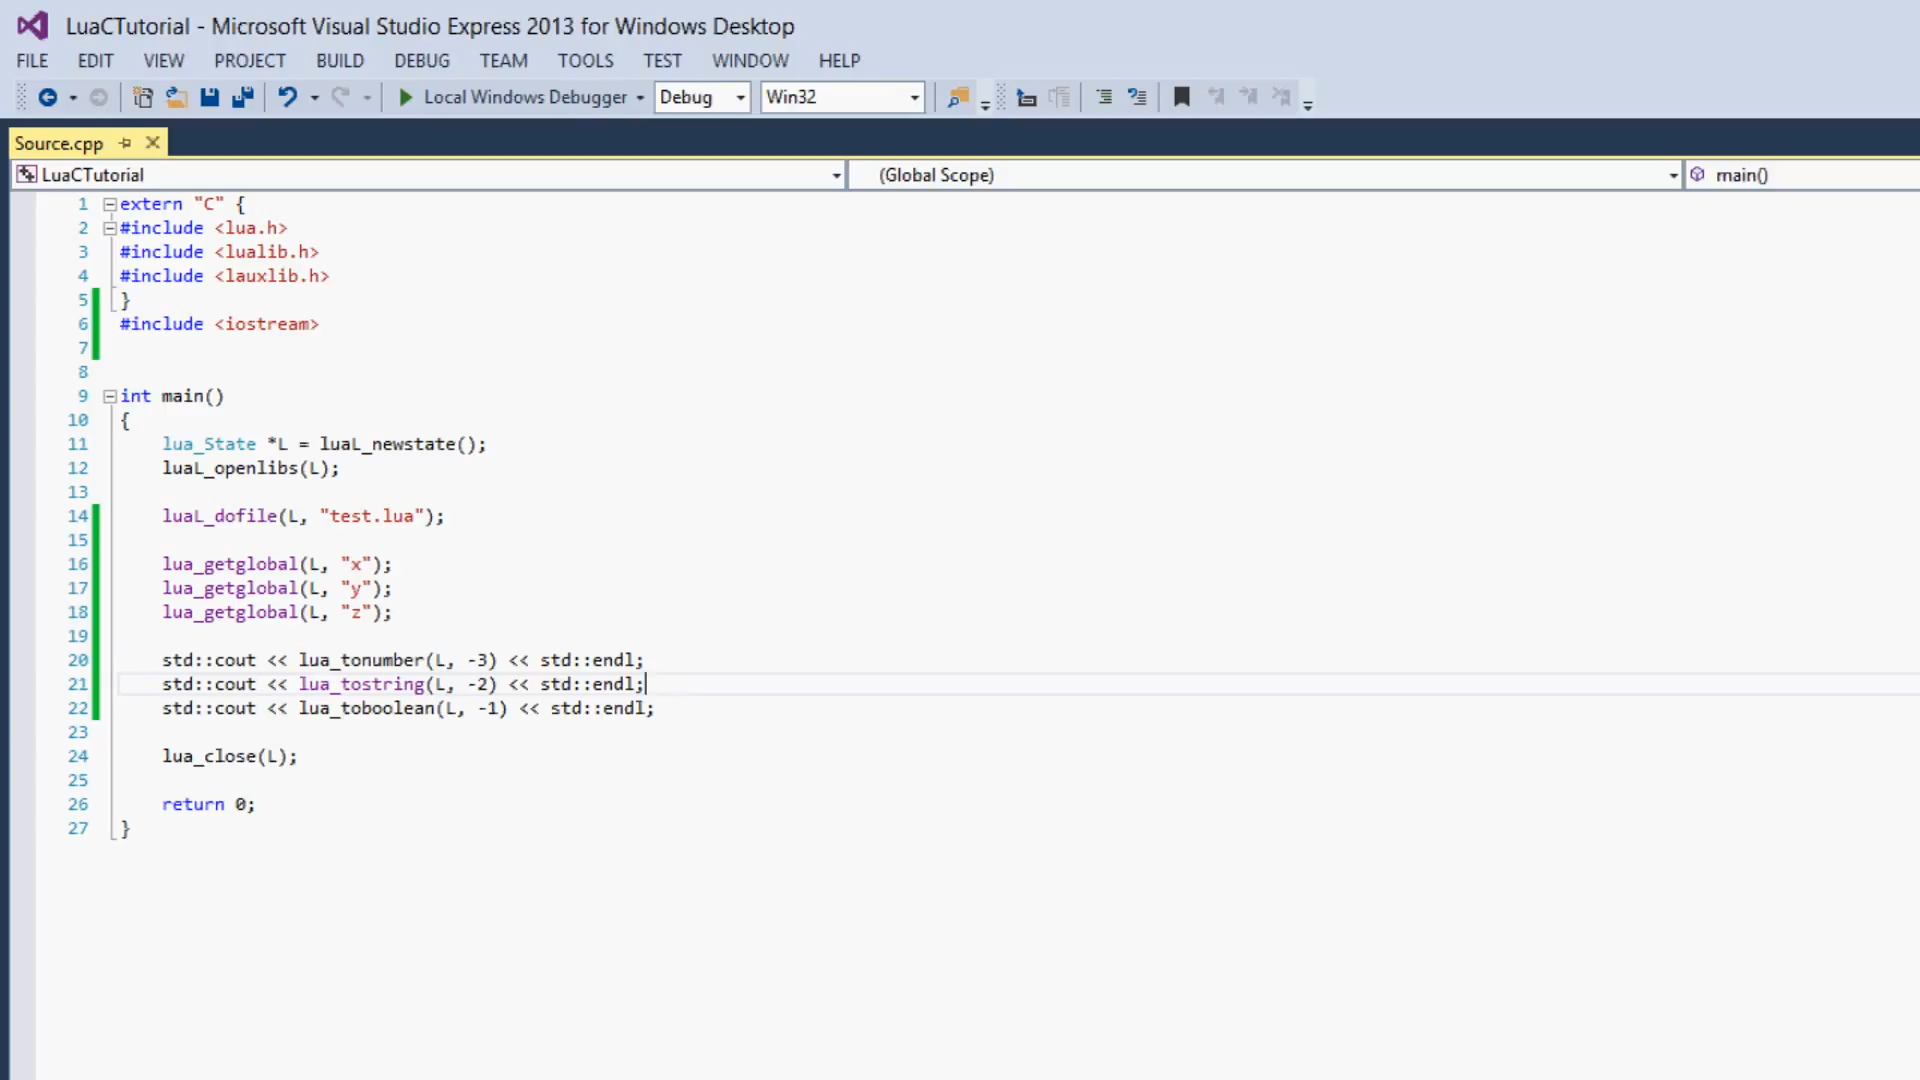 LuaCTutorial - Microsoft Visual Studio Express 2013 for Windows Desktop
FILE EDIT VIEW PROJECT BUILD DEBUG TEAM TOOLS TEST WINDOW HELP
Local Windows Debugger Debug Win32
Source.cpp
LuaCTutorial (Global Scope) main()
1 extern "C" {
2 #include <lua.h>
3 #include <lualib.h>
4 #include <lauxlib.h>
5 }
6 #include <iostream>
7
8
9 int main()
10 {
11 lua_State *L = luaL_newstate();
12 luaL_openlibs(L);
13
14 luaL_dofile(L, "test.lua");
15
16 lua_getglobal(L, "x");
17 lua_getglobal(L, "y");
18 lua_getglobal(L, "z");
19
20 std::cout << lua_tonumber(L, -3) << std::endl;
21 std::cout << lua_tostring(L, -2) << std::endl;
22 std::cout << lua_toboolean(L, -1) << std::endl;
23
24 lua_close(L);
25
26 return 0;
27 }